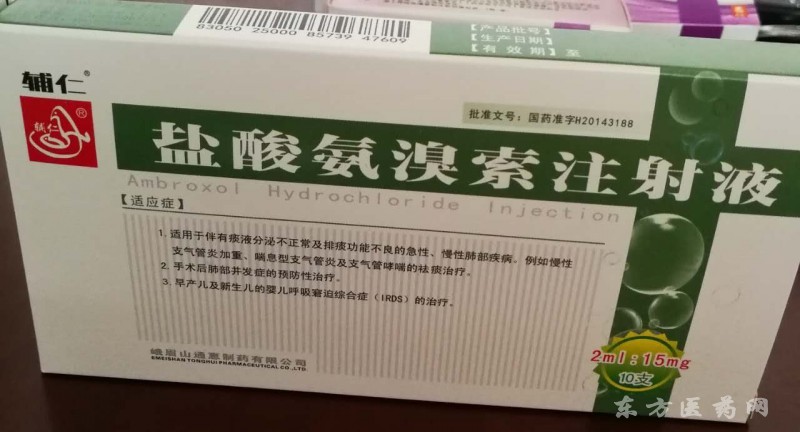 83050 25000 85739 47609
【产品批号】
【生产日期】
【有效期】至
辅仁®
辅仁
批准文号：国药准字H20143188
盐酸氨溴索注射液
Ambroxol Hydrochloride Injection
【适应症】
1. 适用于伴有痰液分泌不正常及排痰功能不良的急性、慢性肺部疾病。例如慢性
支气管炎加重、喘息型支气管炎及支气管哮喘的祛痰治疗。
2. 手术后肺部并发症的预防性治疗。
3. 早产儿及新生儿的婴儿呼吸窘迫综合症（IRDS）的治疗。
峨眉山通惠制药有限公司
EMEISHAN TONGHUI PHARMACEUTICAL CO.,LTD.
2ml:15mg
10支
东方医药网